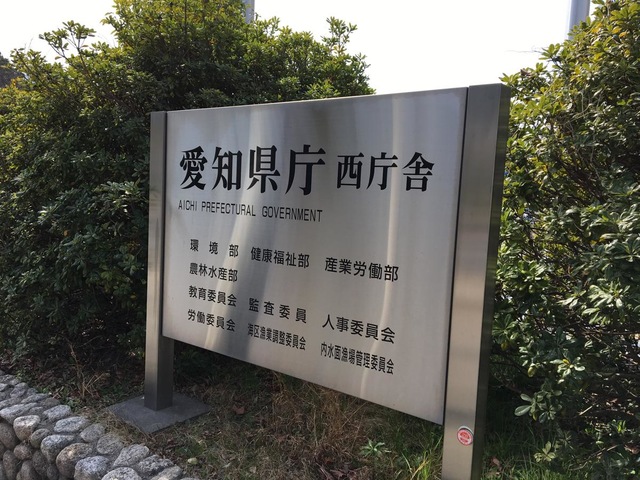 愛知県庁 西庁舎
AICHI PREFECTURAL GOVERNMENT
環境部 健康福祉部 産業労働部
農林水産部
教育委員会 監査委員 人事委員会
労働委員会 海区漁業調整委員会 内水面漁場管理委員会